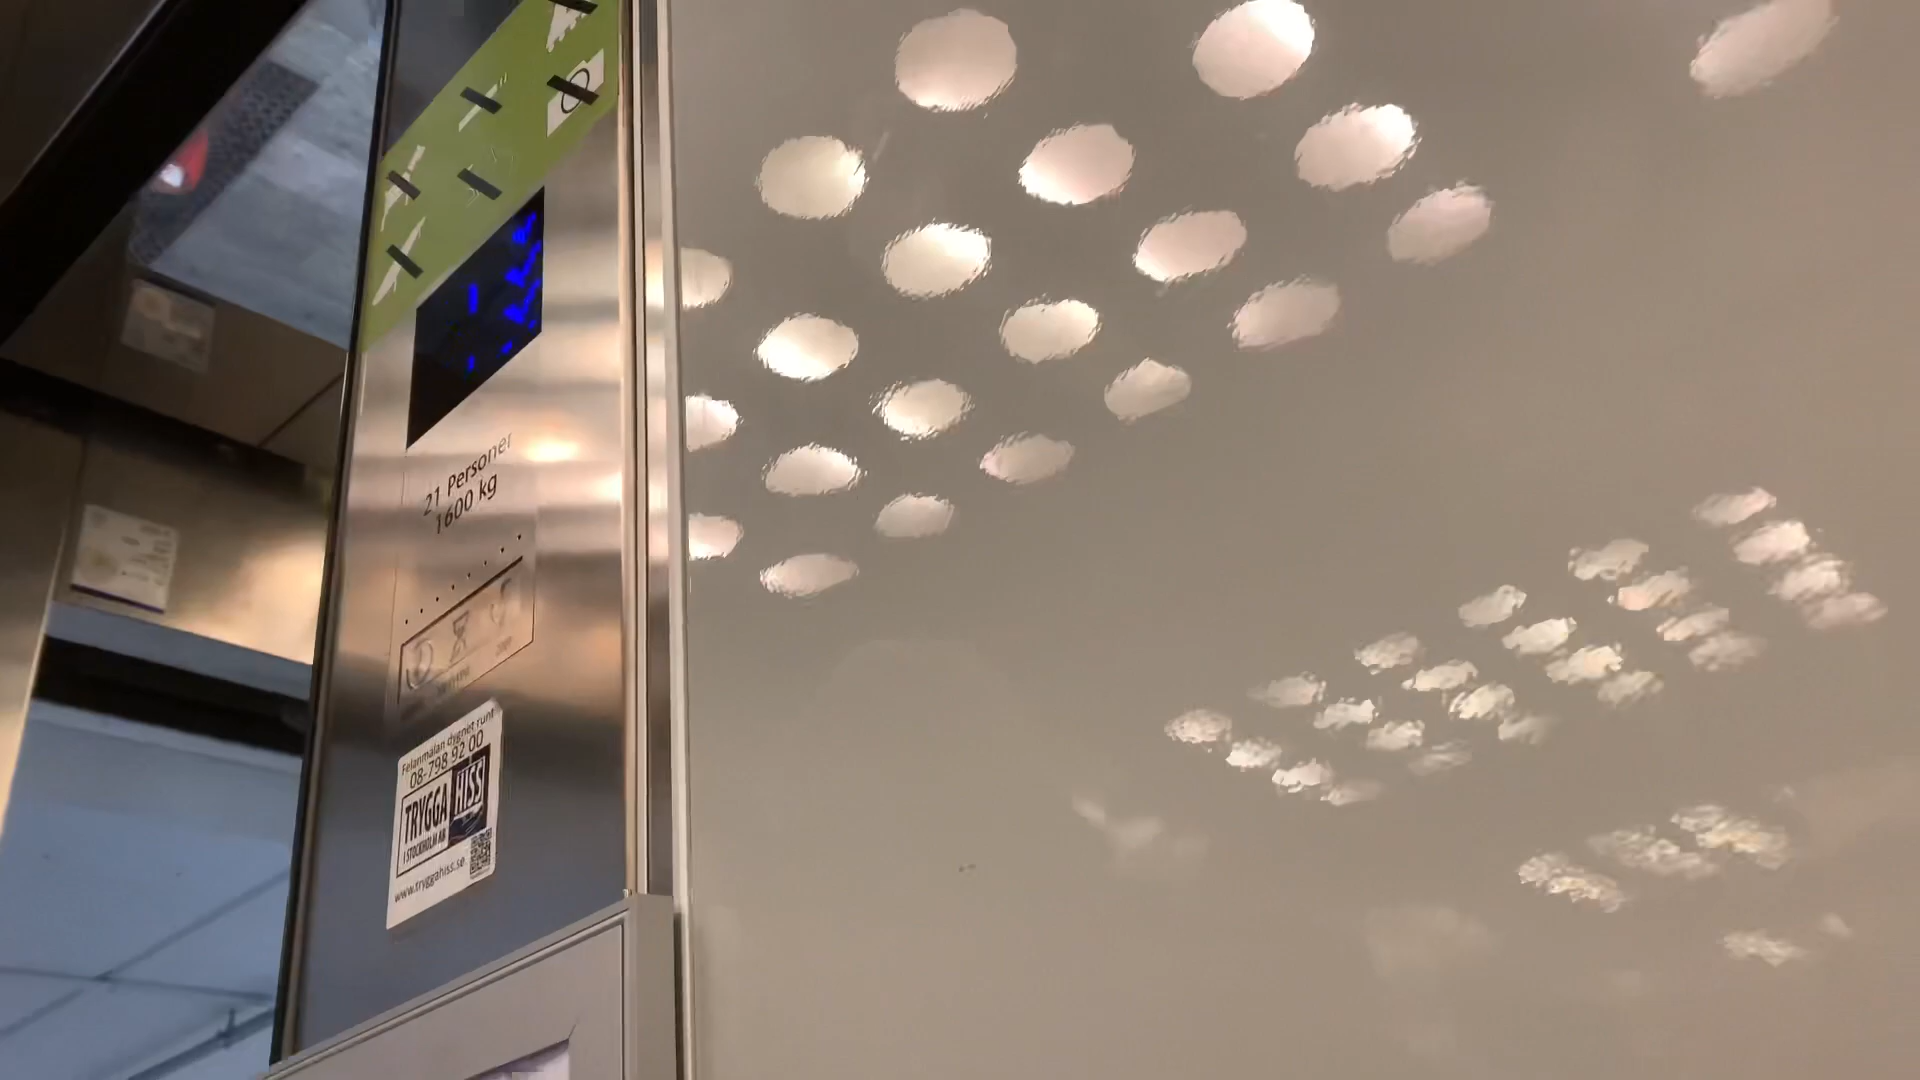 21 Personer
1600 kg
Felanmälan dygnet runt
08-798 92 00
TRYGGA HISS
I STOCKHOLM AB
www.tryggahiss.se